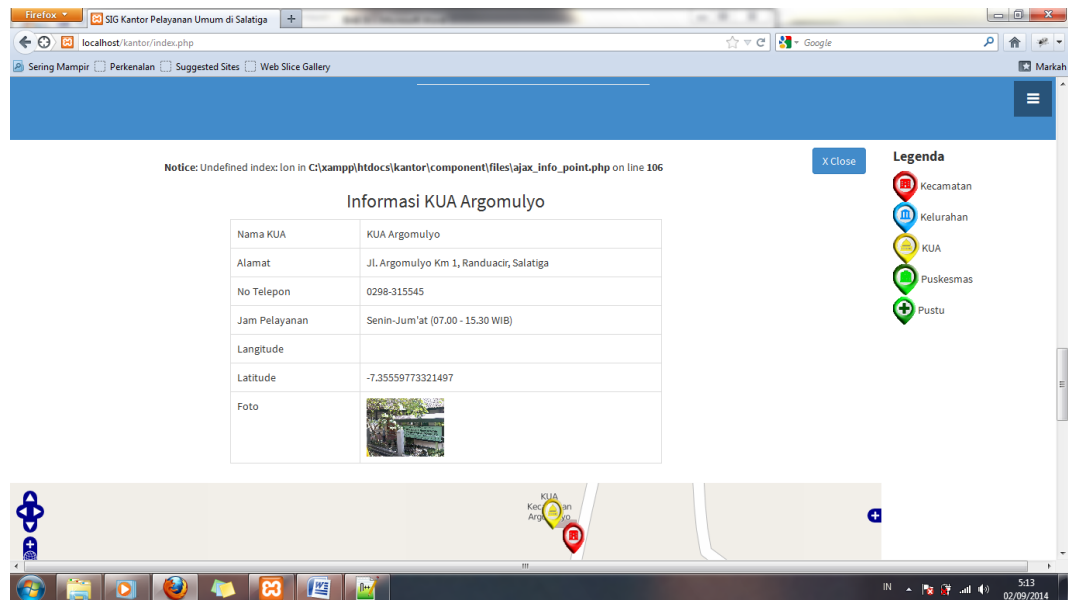 Firefox
SIG Kantor Pelayanan Umum di Salatiga
localhost/kantor/index.php
Google
Sering Mampir Perkenalan Suggested Sites Web Slice Gallery
Markah
Notice: Undefined index: lon in C:\xampp\htdocs\kantor\component\files\ajax_info_point.php on line 106
X Close
Legenda
Kecamatan
Kelurahan
KUA
Puskesmas
Pustu
Informasi KUA Argomulyo
Nama KUA KUA Argomulyo
Alamat Jl. Argomulyo Km 1, Randuacir, Salatiga
No Telepon 0298-315545
Jam Pelayanan Senin-Jum'at (07.00 - 15.30 WIB)
Langitude
Latitude -7.35559773321497
Foto
KUA
IN
5:13
02/09/2014